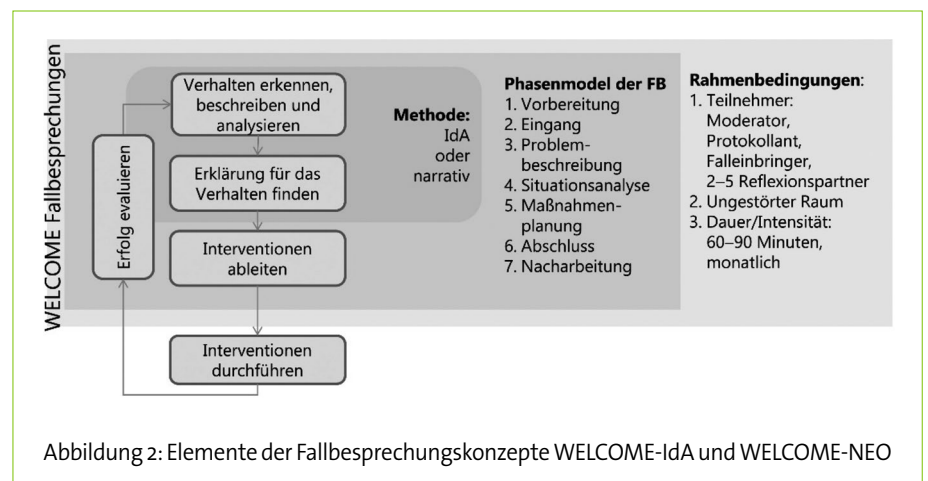 WELCOME Fallbesprechungen
Erfolg evaluieren
Verhalten erkennen,
beschreiben und
analysieren
Erklärung für das
Verhalten finden
Interventionen
ableiten
Interventionen
durchführen
Methode:
IdA
oder
narrativ
Phasenmodel der FB
1. Vorbereitung
2. Eingang
3. Problem-
beschreibung
4. Situationsanalyse
5. Maßnahmen-
planung
6. Abschluss
7. Nacharbeitung
Rahmenbedingungen:
1. Teilnehmer:
Moderator,
Protokollant,
Falleinbringer,
2–5 Reflexionspartner
2. Ungestörter Raum
3. Dauer/Intensität:
60–90 Minuten,
monatlich
Abbildung 2: Elemente der Fallbesprechungskonzepte WELCOME-IdA und WELCOME-NEO